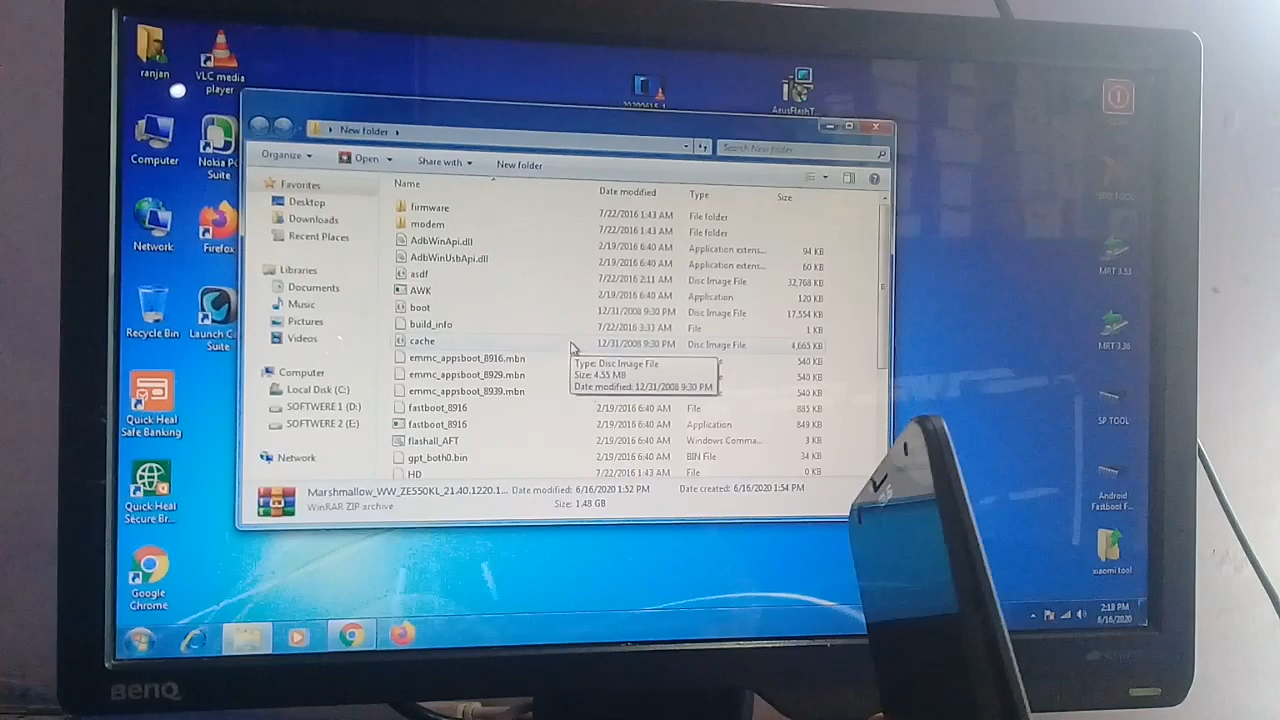 ranjan
VLC media
player
Computer
Nokia PC
Suite
Network
Firefox
Recycle Bin
Suite
Quick Heal
Safe Banking
Quick Heal
Secure Br...
Google
Chrome
AsusFlashT
MRT 3.53
MRT 3.36
SP TOOL
Android
Fastboot F...
xiaomi tool
New folder
Search New folder
Organize
Open
Share with
New folder
Favorites
Desktop
Downloads
Recent Places
Libraries
Documents
Music
Pictures
Videos
Computer
Local Disk (C:)
SOFTWERE 1 (D:)
SOFTWERE 2 (E:)
Network
Name Date modified Type Size
firmware 7/22/2016 1:43 AM File folder
modem 7/22/2016 1:43 AM File folder
AdbWinApi.dll 2/19/2016 6:40 AM Application extens... 94 KB
AdbWinUsbApi.dll 2/19/2016 6:40 AM Application extens... 60 KB
asdf 7/22/2016 2:11 AM Disc Image File 32,768 KB
AWK 2/19/2016 6:40 AM Application 120 KB
boot 12/31/2008 9:30 PM Disc Image File 17,554 KB
build_info 7/22/2016 3:33 AM File 1 KB
cache 12/31/2008 9:30 PM Disc Image File 4,665 KB
emmc_appsboot_8916.mbn 540 KB
emmc_appsboot_8929.mbn 540 KB
emmc_appsboot_8939.mbn 540 KB
fastboot_8916 2/19/2016 6:40 AM File 885 KB
fastboot_8916 2/19/2016 6:40 AM Application 849 KB
flashall_AFT 2/19/2016 6:40 AM Windows Comma... 3 KB
gpt_both0.bin 2/19/2016 6:40 AM BIN File 34 KB
HD 7/22/2016 1:43 AM File 0 KB
Type: Disc Image File
Size: 4.55 MB
Date modified: 12/31/2008 9:30 PM
Marshmallow_WW_ZE550KL_21.40.1220.1... Date modified: 6/16/2020 1:52 PM Date created: 6/16/2020 1:54 PM
WinRAR ZIP archive Size: 1.48 GB
2:18 PM
6/16/2020
BENQ